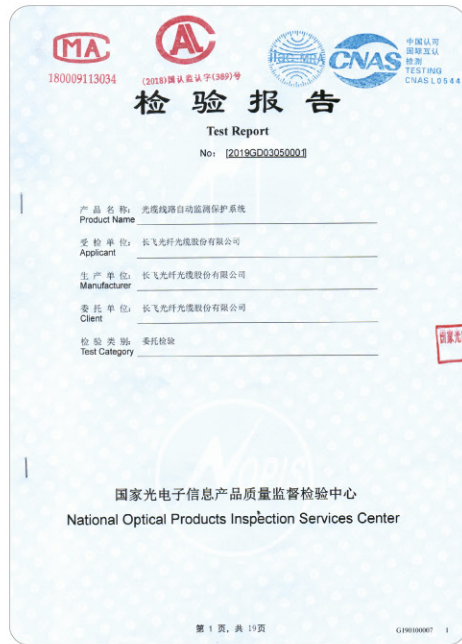 MA
180009113034
AL
(2018)国认监认字(389)号
ilac-MRA
CNAS
中国认可
国际互认
检测
TESTING
CNAS L0544
检验报告
Test Report
No: [2019GD03050001]
产品名称: 光缆线路自动监测保护系统
Product Name
受检单位: 长飞光纤光缆股份有限公司
Applicant
生产单位: 长飞光纤光缆股份有限公司
Manufacturer
委托单位: 长飞光纤光缆股份有限公司
Client
检验类别: 委托检验
Test Category
国家光
NOPIS
国家光电子信息产品质量监督检验中心
National Optical Products Inspection Services Center
第 1 页, 共 19页
G190100007 1